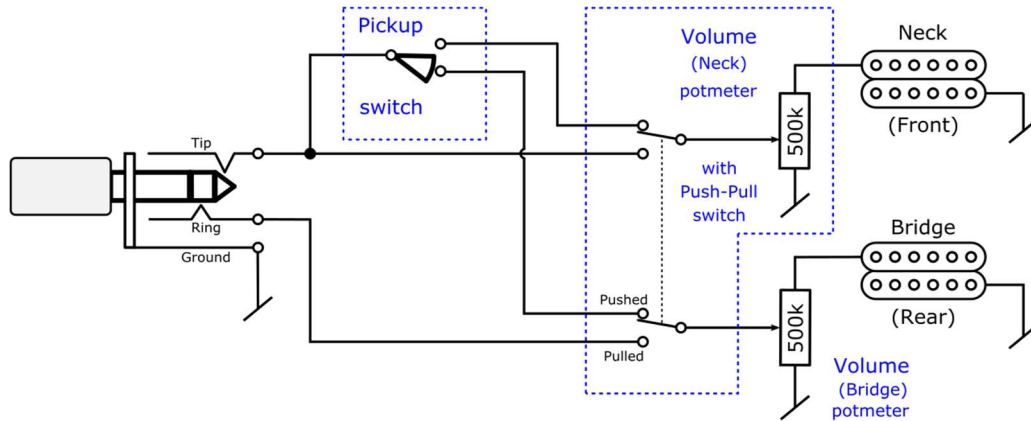 Pickup
switch
Volume
(Neck)
potmeter
Neck
(Front)
500k
Tip
Ring
Ground
with
Push-Pull
switch
Bridge
(Rear)
Pushed
Pulled
500k
Volume
(Bridge)
potmeter